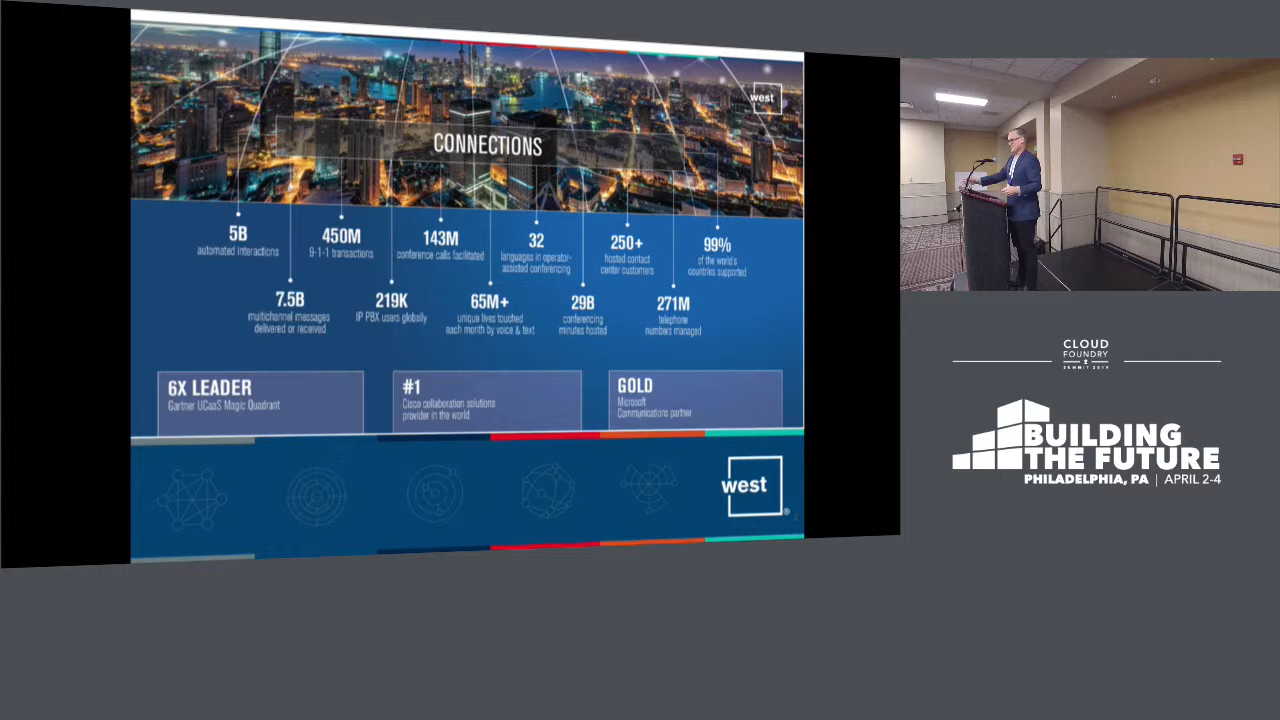 west
CONNECTIONS
5B
automated interactions
450M
9-1-1 transactions
143M
conference calls facilitated
32
languages in operator-
assisted conferencing
250+
hosted contact
center customers
99%
of the world's
countries supported
7.5B
multichannel messages
delivered or received
219K
IP PBX users globally
65M+
unique lives touched
each month by voice & text
29B
conferencing
minutes hosted
271M
telephone
numbers managed
6X LEADER
Gartner UCaaS Magic Quadrant
#1
Cisco collaboration solutions
provider in the world
GOLD
Microsoft
Communications partner
west®
CLOUD
FOUNDRY
SUMMIT 2019
BUILDING
THE FUTURE
PHILADELPHIA, PA | APRIL 2-4